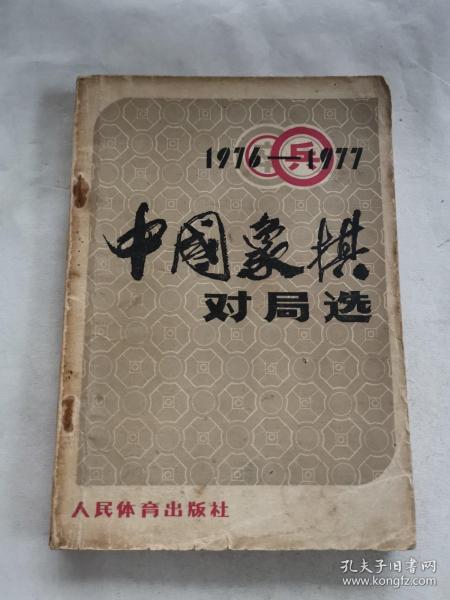 1976—1977
兵
中國象棋
对局选
人民体育出版社
孔夫子旧书网
www.kongfz.com